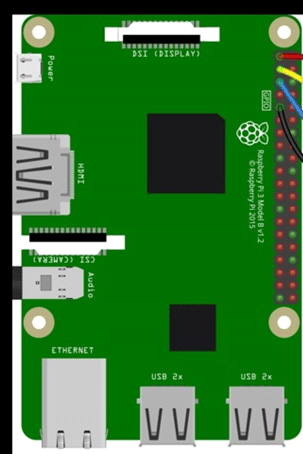 DSI (DISPLAY)
Power
GPIO
HDMI
Raspberry Pi 3 Model B v1.2
© Raspberry Pi 2015
CSI (CAMERA)
Audio
ETHERNET
USB 2x
USB 2x